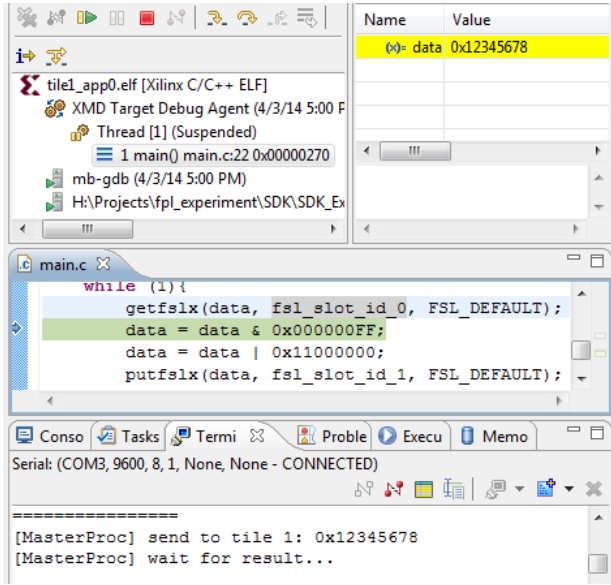 Name Value
(x)= data 0x12345678
tile1_app0.elf [Xilinx C/C++ ELF]
XMD Target Debug Agent (4/3/14 5:00 P
Thread [1] (Suspended)
1 main() main.c:22 0x00000270
mb-gdb (4/3/14 5:00 PM)
H:\Projects\fpl_experiment\SDK\SDK_Ex
main.c
while (1){
getfslx(data, fsl_slot_id_0, FSL_DEFAULT);
data = data & 0x000000FF;
data = data | 0x11000000;
putfslx(data, fsl_slot_id_1, FSL_DEFAULT);
Conso Tasks Termi Proble Execu Memo
Serial: (COM3, 9600, 8, 1, None, None - CONNECTED)
================
[MasterProc] send to tile 1: 0x12345678
[MasterProc] wait for result...